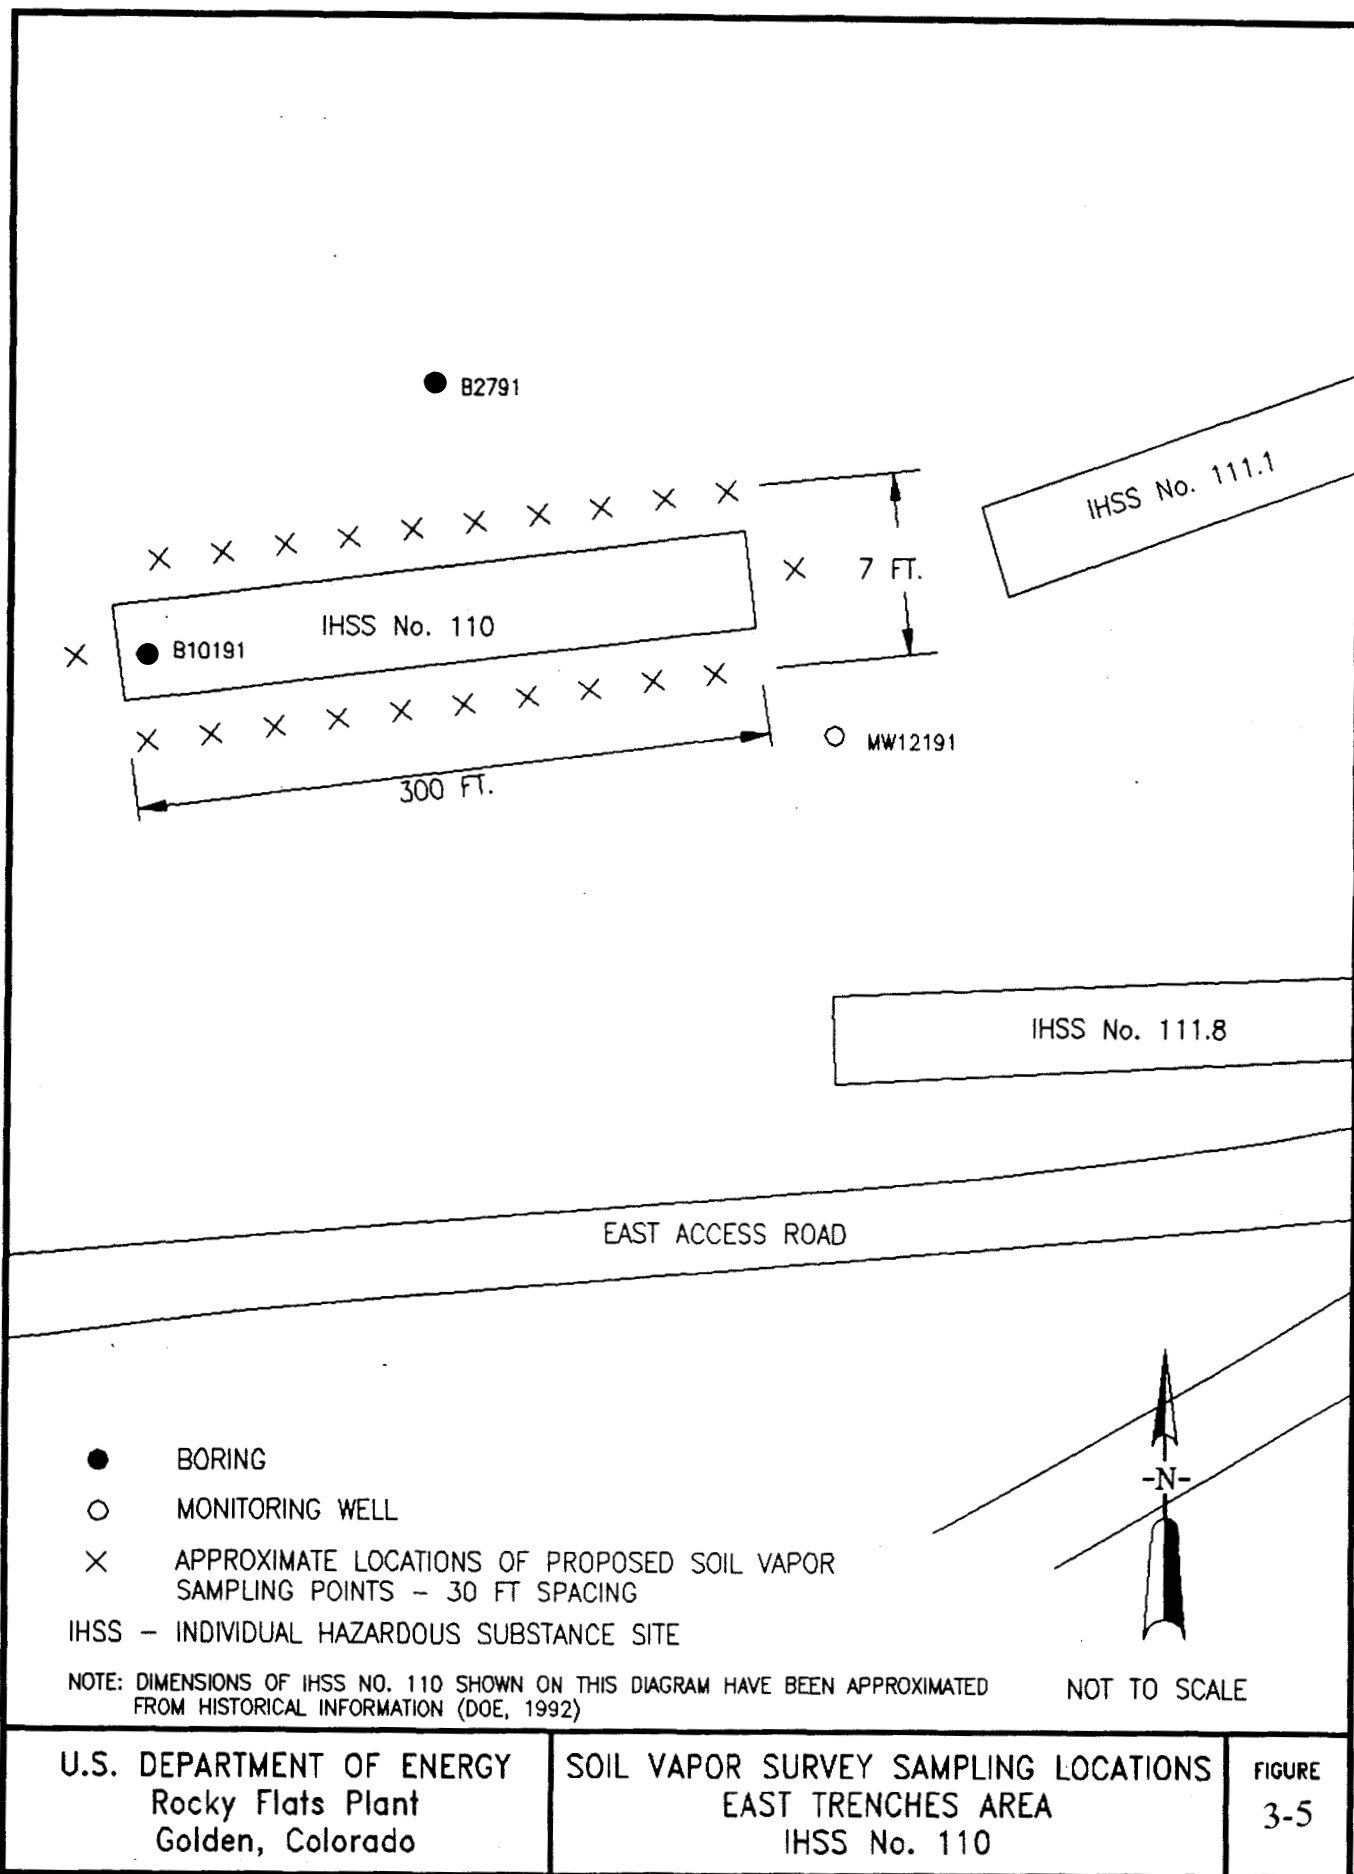 B2791
IHSS No. 111.1
7 FT.
IHSS No. 110
B10191
MW12191
300 FT.
IHSS No. 111.8
EAST ACCESS ROAD
-N-
BORING
MONITORING WELL
APPROXIMATE LOCATIONS OF PROPOSED SOIL VAPOR
SAMPLING POINTS – 30 FT SPACING
IHSS – INDIVIDUAL HAZARDOUS SUBSTANCE SITE
NOTE: DIMENSIONS OF IHSS NO. 110 SHOWN ON THIS DIAGRAM HAVE BEEN APPROXIMATED
FROM HISTORICAL INFORMATION (DOE, 1992)
NOT TO SCALE
U.S. DEPARTMENT OF ENERGY
Rocky Flats Plant
Golden, Colorado
SOIL VAPOR SURVEY SAMPLING LOCATIONS
EAST TRENCHES AREA
IHSS No. 110
FIGURE
3-5